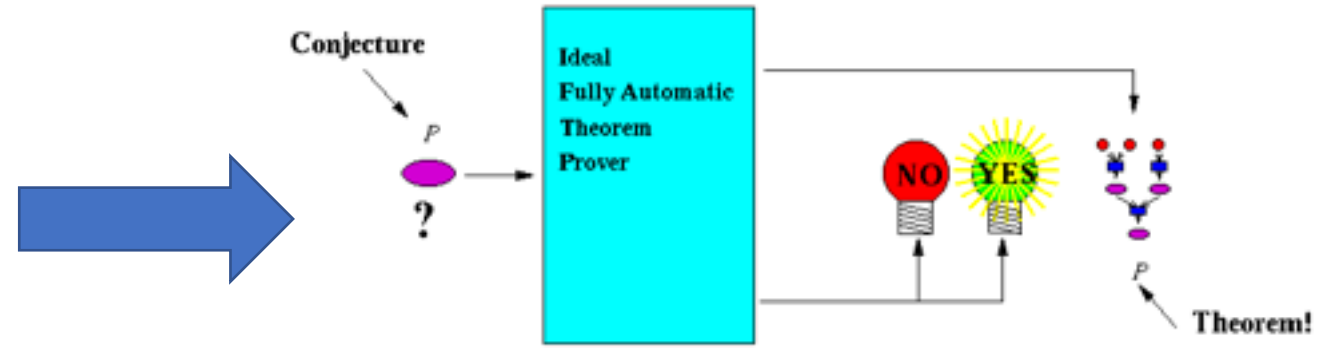 Conjecture
P
?
Ideal
Fully Automatic
Theorem
Prover
NO
YES
P
Theorem!